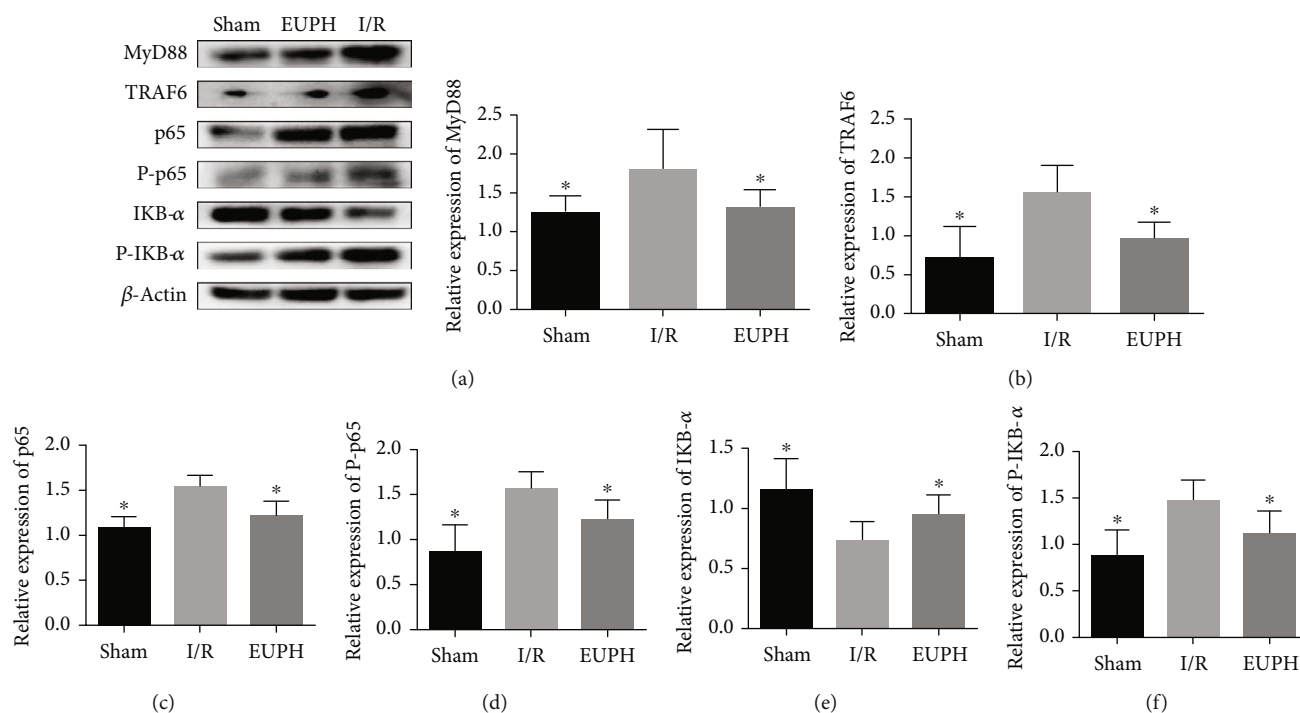 Sham EUPH I/R
MyD88
TRAF6
p65
P-p65
IKB-α
P-IKB-α
β-Actin
Relative expression of MyD88
2.5
2.0
1.5
1.0
0.5
0.0
*
*
Sham I/R EUPH
(a)
Relative expression of TRAF6
2.5
2.0
1.5
1.0
0.5
0.0
*
*
Sham I/R EUPH
(b)
Relative expression of p65
2.0
1.5
1.0
0.5
0.0
*
*
Sham I/R EUPH
(c)
Relative expression of P-p65
2.0
1.5
1.0
0.5
0.0
*
*
Sham I/R EUPH
(d)
Relative expression of IKB-α
1.5
1.0
0.5
0.0
*
*
Sham I/R EUPH
(e)
Relative expression of P-IKB-α
2.0
1.5
1.0
0.5
0.0
*
*
Sham I/R EUPH
(f)